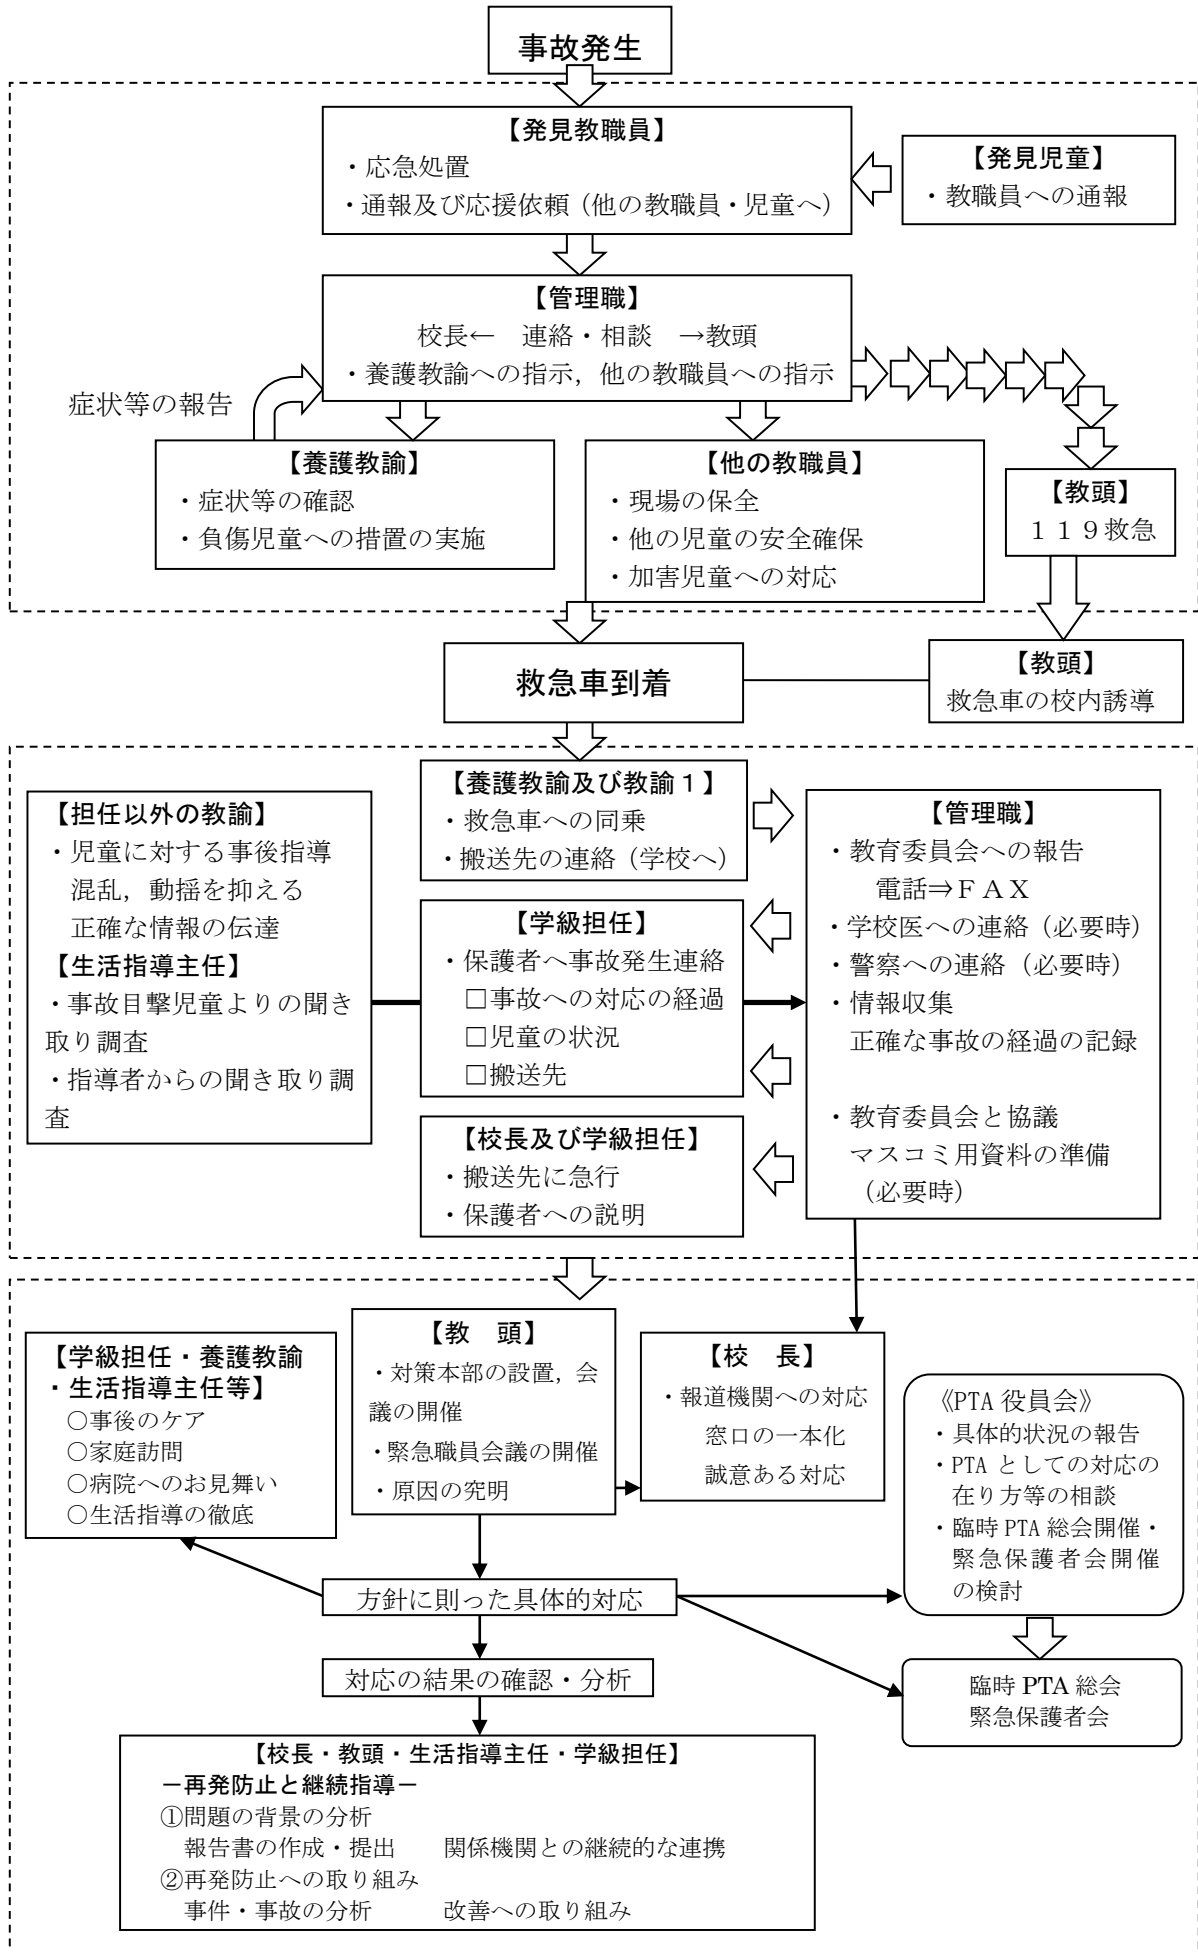 事故発生
【発見教職員】
・応急処置
・通報及び応援依頼（他の教職員・児童へ）
【発見児童】
・教職員への通報
【管理職】
校長←　連絡・相談　→教頭
・養護教諭への指示，他の教職員への指示
症状等の報告
【養護教諭】
・症状等の確認
・負傷児童への措置の実施
【他の教職員】
・現場の保全
・他の児童の安全確保
・加害児童への対応
【教頭】
１１９救急
救急車到着
【教頭】
救急車の校内誘導
【養護教諭及び教諭１】
・救急車への同乗
・搬送先の連絡（学校へ）
【担任以外の教諭】
・児童に対する事後指導
混乱，動揺を抑える
正確な情報の伝達
【生活指導主任】
・事故目撃児童よりの聞き
取り調査
・指導者からの聞き取り調
査
【学級担任】
・保護者へ事故発生連絡
□事故への対応の経過
□児童の状況
□搬送先
【校長及び学級担任】
・搬送先に急行
・保護者への説明
【管理職】
・教育委員会への報告
電話⇒ＦＡＸ
・学校医への連絡（必要時）
・警察への連絡（必要時）
・情報収集
正確な事故の経過の記録
・教育委員会と協議
マスコミ用資料の準備
（必要時）
【学級担任・養護教諭
・生活指導主任等】
○事後のケア
○家庭訪問
○病院へのお見舞い
○生活指導の徹底
【教　頭】
・対策本部の設置，会
議の開催
・緊急職員会議の開催
・原因の究明
【校　長】
・報道機関への対応
窓口の一本化
誠意ある対応
《PTA 役員会》
・具体的状況の報告
・PTA としての対応の
在り方等の相談
・臨時 PTA 総会開催・
緊急保護者会開催
の検討
方針に則った具体的対応
対応の結果の確認・分析
臨時 PTA 総会
緊急保護者会
【校長・教頭・生活指導主任・学級担任】
－再発防止と継続指導－
①問題の背景の分析
報告書の作成・提出　　関係機関との継続的な連携
②再発防止への取り組み
事件・事故の分析　　　改善への取り組み